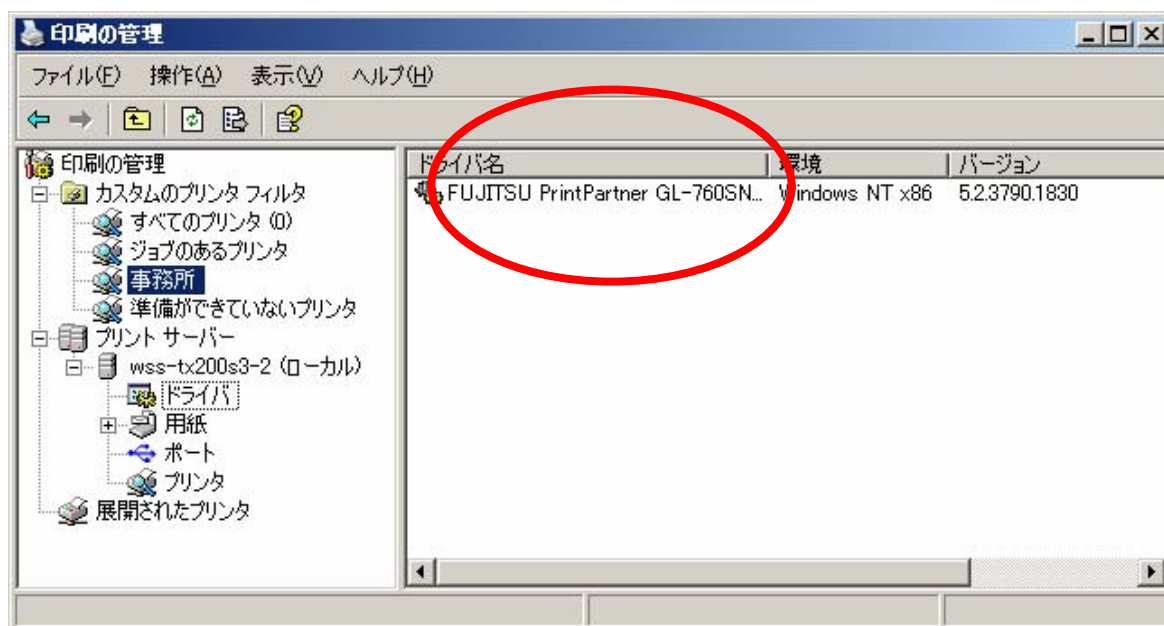 印刷の管理
ファイル(F) 操作(A) 表示(V) ヘルプ(H)
印刷の管理
カスタムのプリンタ フィルタ
すべてのプリンタ (0)
ジョブのあるプリンタ
事務所
準備ができていないプリンタ
プリント サーバー
wss-tx200s3-2 (ローカル)
ドライバ
用紙
ポート
プリンタ
展開されたプリンタ
ドライバ名 環境 バージョン
FUJITSU PrintPartner GL-760SN... Windows NT x86 5.2.3790.1830